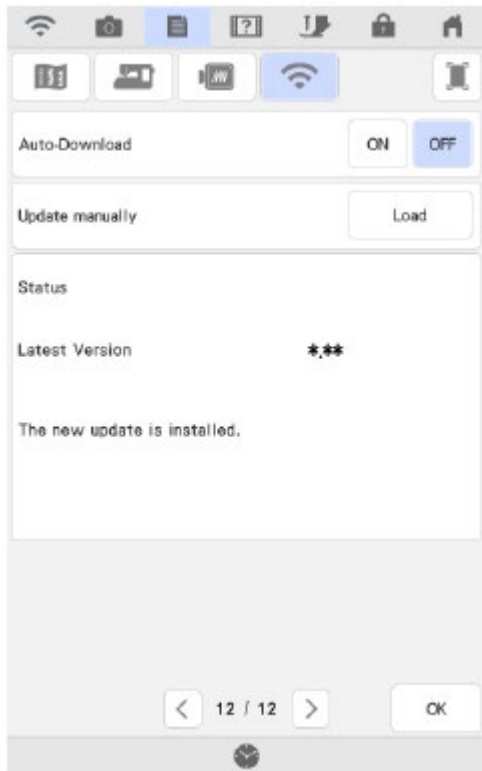 Auto-Download ON OFF
Update manually Load
Status
Latest Version *.**
The new update is installed.
12 / 12 OK